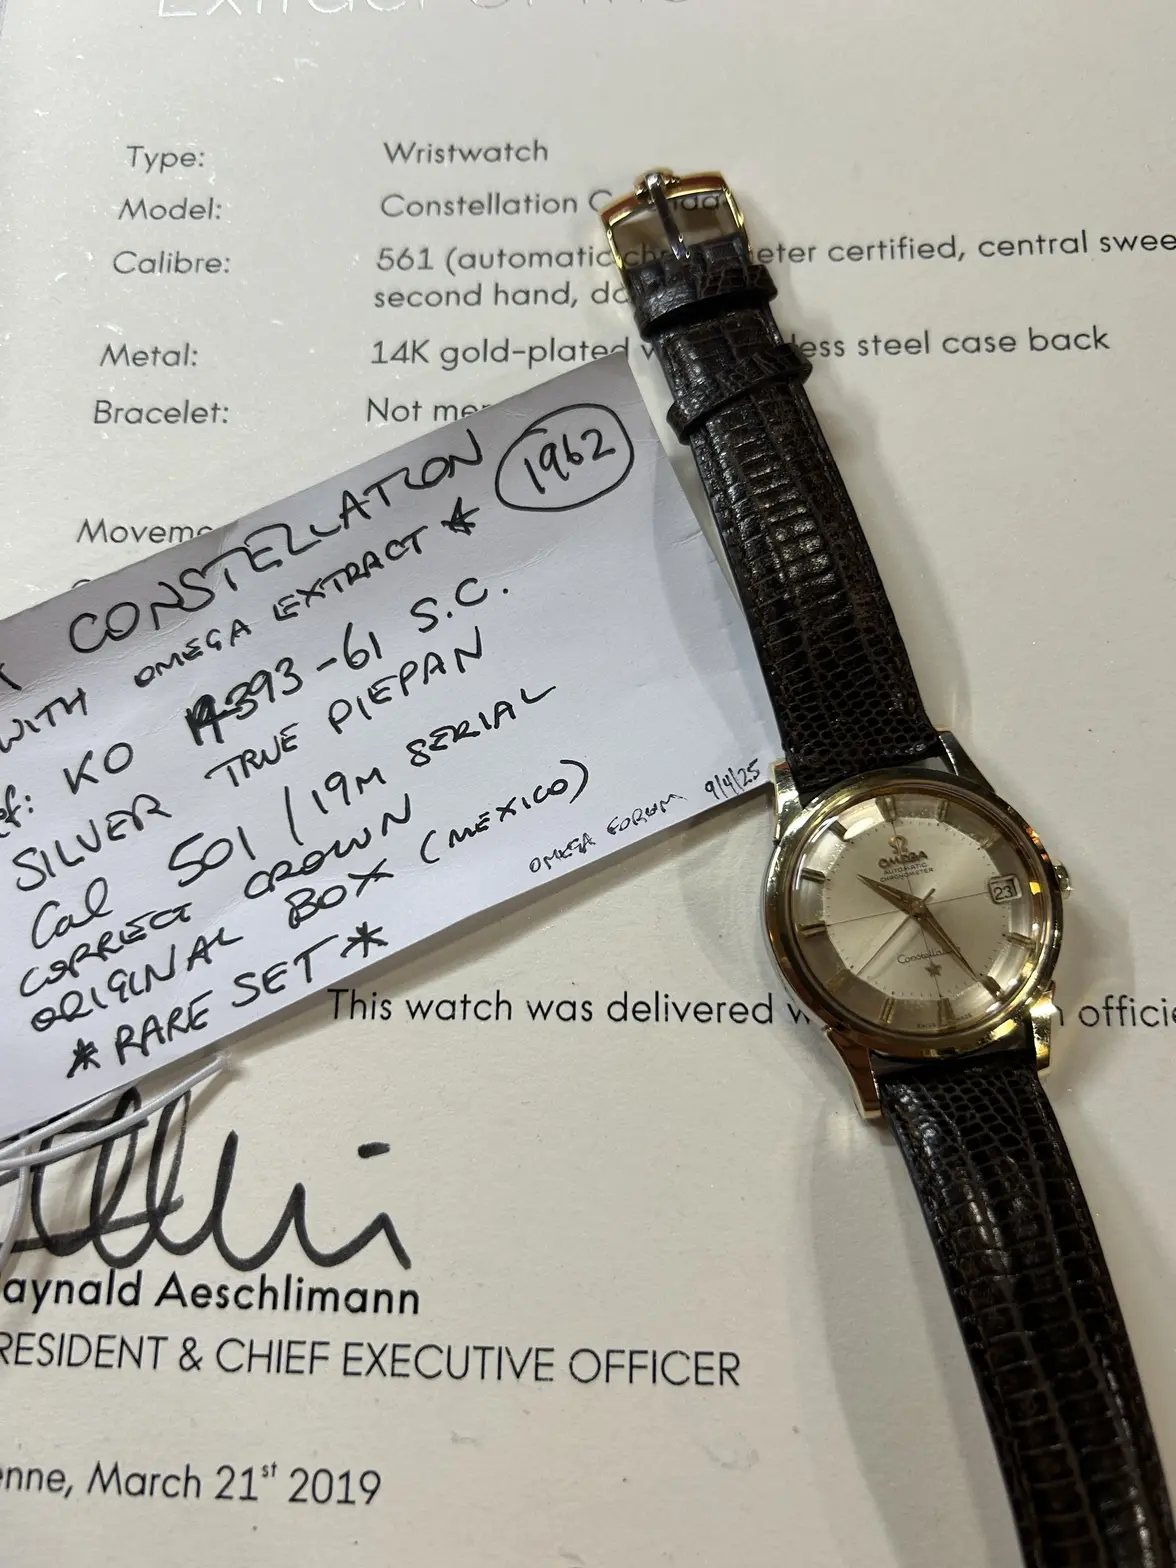 Type: Wristwatch
Model: Constellation
Calibre: 561 (automatic eter certified, central swee
second hand,
Metal: 14K gold-plated less steel case back
Bracelet: Not
CONSTELLATION 1962
WITH OMEGA EXTRACT *
KO 393-61 S.C.
SILVER TRUE PIEPAN
Cal 501 / 19M SERIAL
CORRECT CROWN
ORIGINAL BOX (MEXICO)
* RARE SET *
OMEGA FORUM 9/4/25
OMEGA
AUTOMATIC
CHRONOMETER
23
Constellation
This watch was delivered offici
aynald Aeschlimann
RESIDENT & CHIEF EXECUTIVE OFFICER
enne, March 21st 2019